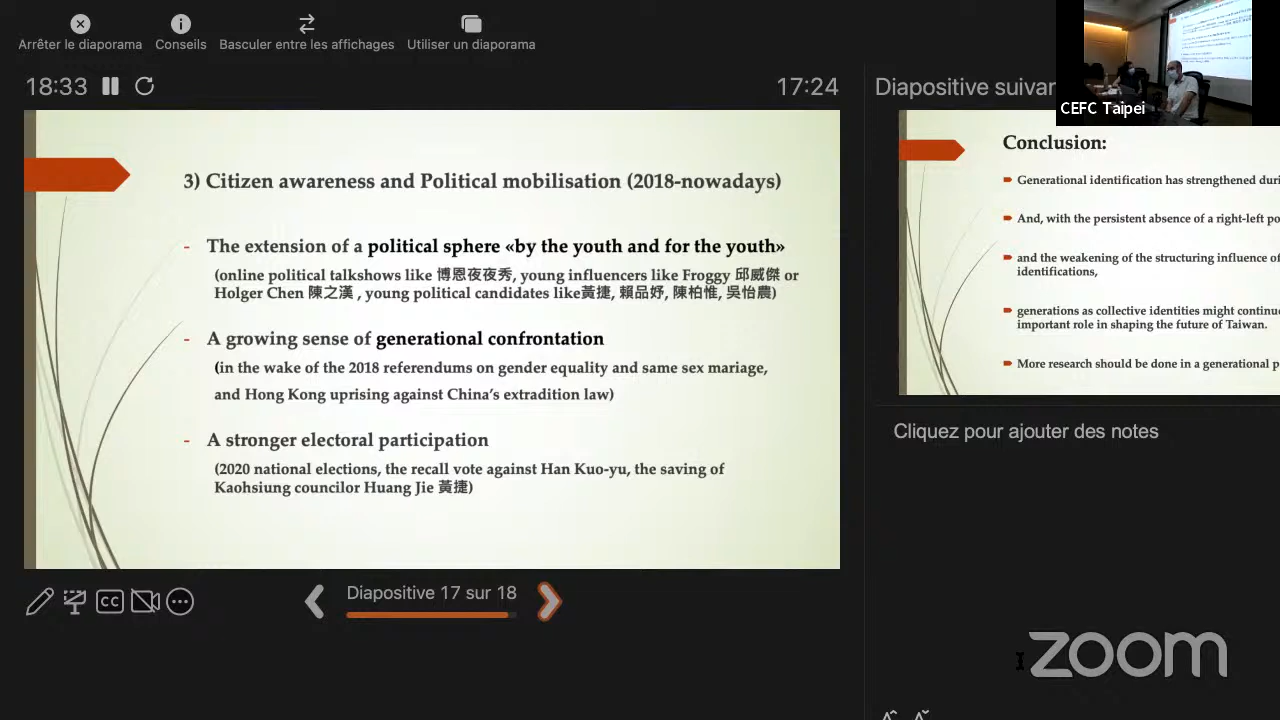 Arrêter le diaporama
Conseils
Basculer entre les affichages
Utiliser un diaporama
CEFC Taipei
18:33
17:24
Diapositive suivan
3) Citizen awareness and Political mobilisation (2018-nowadays)
- The extension of a political sphere «by the youth and for the youth»
(online political talkshows like 博恩夜夜秀, young influencers like Froggy 邱威傑 or
Holger Chen 陳之漢 , young political candidates like黃捷, 賴品妤, 陳柏惟, 吳怡農)
- A growing sense of generational confrontation
(in the wake of the 2018 referendums on gender equality and same sex mariage,
and Hong Kong uprising against China’s extradition law)
- A stronger electoral participation
(2020 national elections, the recall vote against Han Kuo-yu, the saving of
Kaohsiung councilor Huang Jie 黃捷)
Conclusion:
Generational identification has strengthened duri
And, with the persistent absence of a right-left po
and the weakening of the structuring influence of
identifications,
generations as collective identities might continue
important role in shaping the future of Taiwan.
More research should be done in a generational p
Cliquez pour ajouter des notes
CC
Diapositive 17 sur 18
zoom